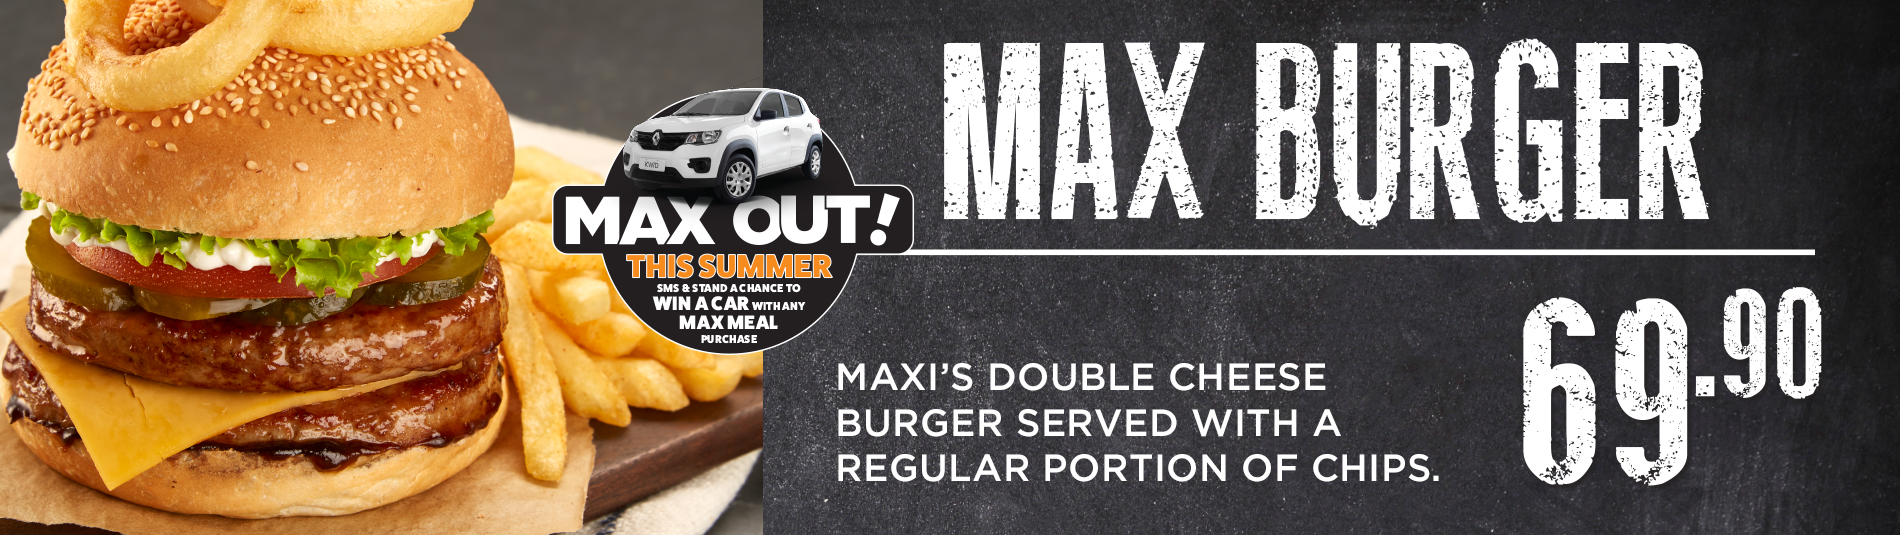 MAX BURGER
KWID
MAX OUT!
THIS SUMMER
SMS & STAND A CHANCE TO
WIN A CAR WITH ANY
MAX MEAL
PURCHASE
MAXI'S DOUBLE CHEESE
BURGER SERVED WITH A
REGULAR PORTION OF CHIPS.
69.90